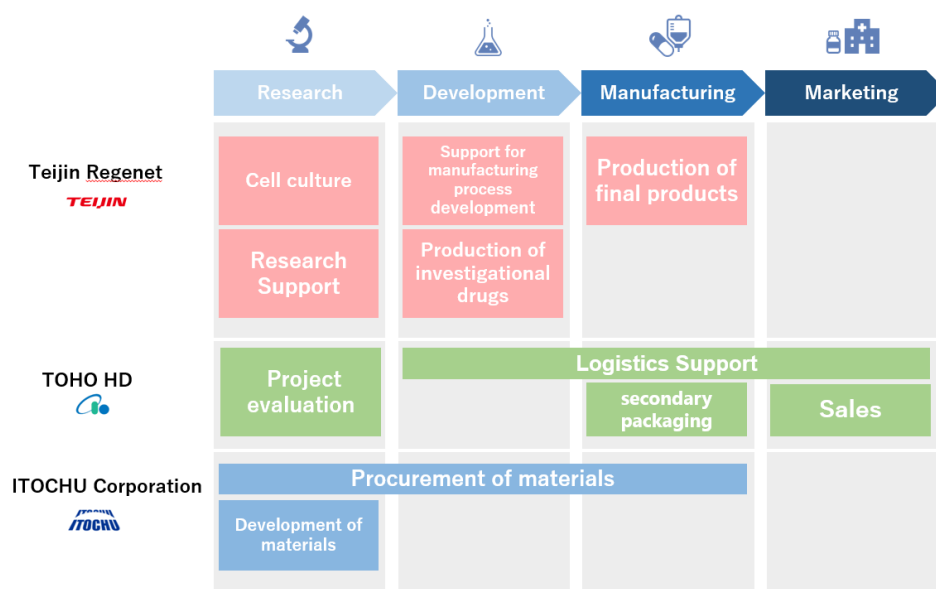 Research
Development
Manufacturing
Marketing
Teijin Regenet
TEIJIN
Cell culture
Support for
manufacturing
process
development
Production of
final products
Research
Support
Production of
investigational
drugs
TOHO HD
Project
evaluation
Logistics Support
secondary
packaging
Sales
ITOCHU Corporation
ITOCHU
ITOCHU
Procurement of materials
Development of
materials